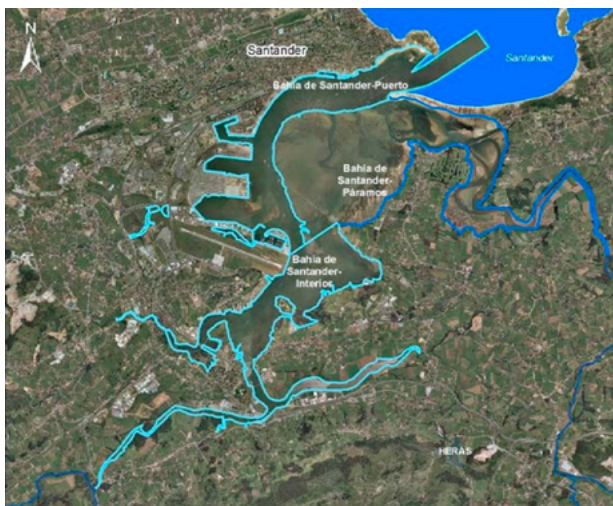 N
Santander
Santander
Bahía de Santander-Puerto
Bahía de
Santander-
Páramos
Bahía de
Santander-
Interior
HERAS